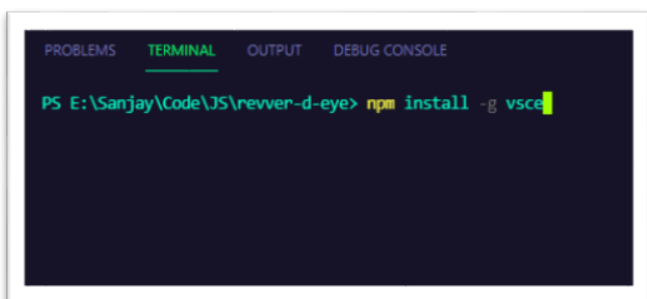 PROBLEMS TERMINAL OUTPUT DEBUG CONSOLE
PS E:\Sanjay\Code\JS\revver-d-eye> npm install -g vsce